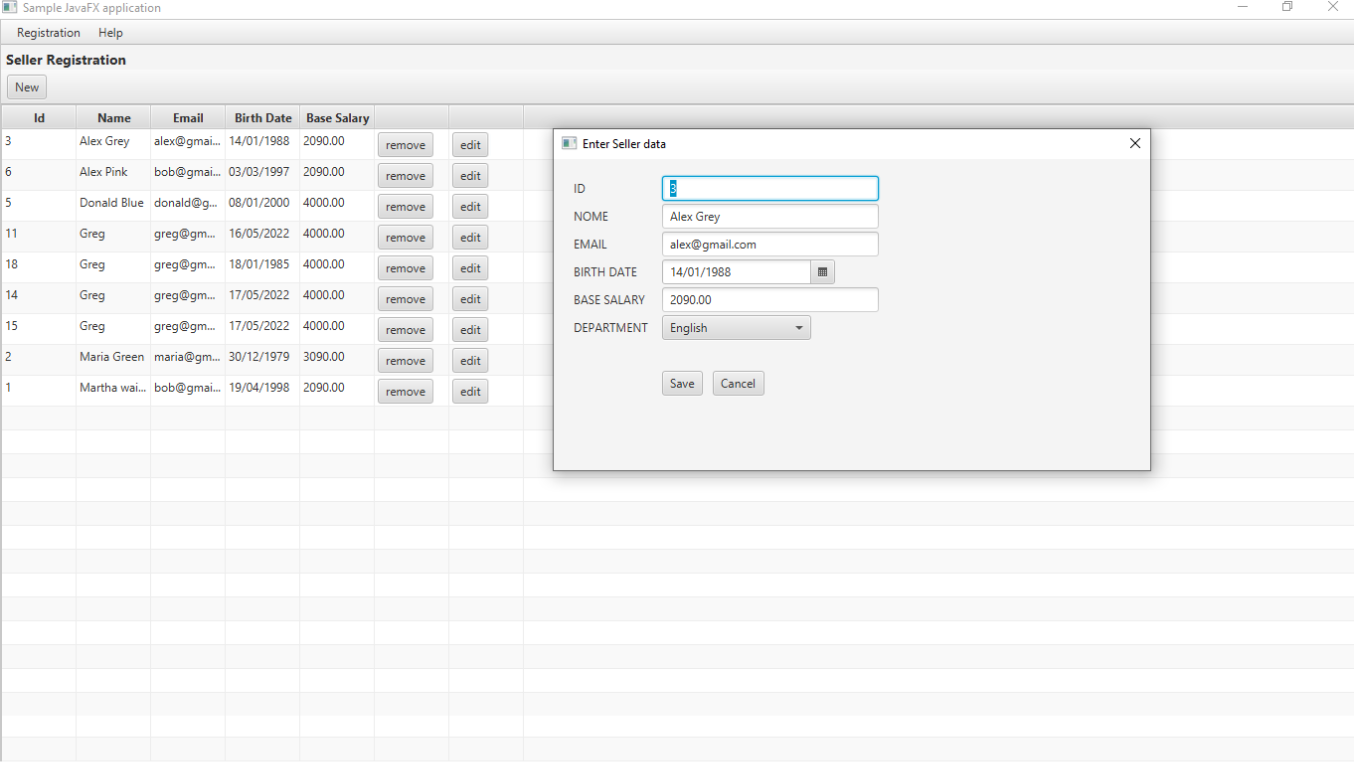 Sample JavaFX application
Registration Help
Seller Registration
New
Id Name Email Birth Date Base Salary
3 Alex Grey alex@gmai... 14/01/1988 2090.00 remove edit
6 Alex Pink bob@gmai... 03/03/1997 2090.00 remove edit
5 Donald Blue donald@g... 08/01/2000 4000.00 remove edit
11 Greg greg@gm... 16/05/2022 4000.00 remove edit
18 Greg greg@gm... 18/01/1985 4000.00 remove edit
14 Greg greg@gm... 17/05/2022 4000.00 remove edit
15 Greg greg@gm... 17/05/2022 4000.00 remove edit
2 Maria Green maria@gm... 30/12/1979 3090.00 remove edit
1 Martha wai... bob@gmai... 19/04/1998 2090.00 remove edit
Enter Seller data
ID 3
NOME Alex Grey
EMAIL alex@gmail.com
BIRTH DATE 14/01/1988
BASE SALARY 2090.00
DEPARTMENT English
Save Cancel